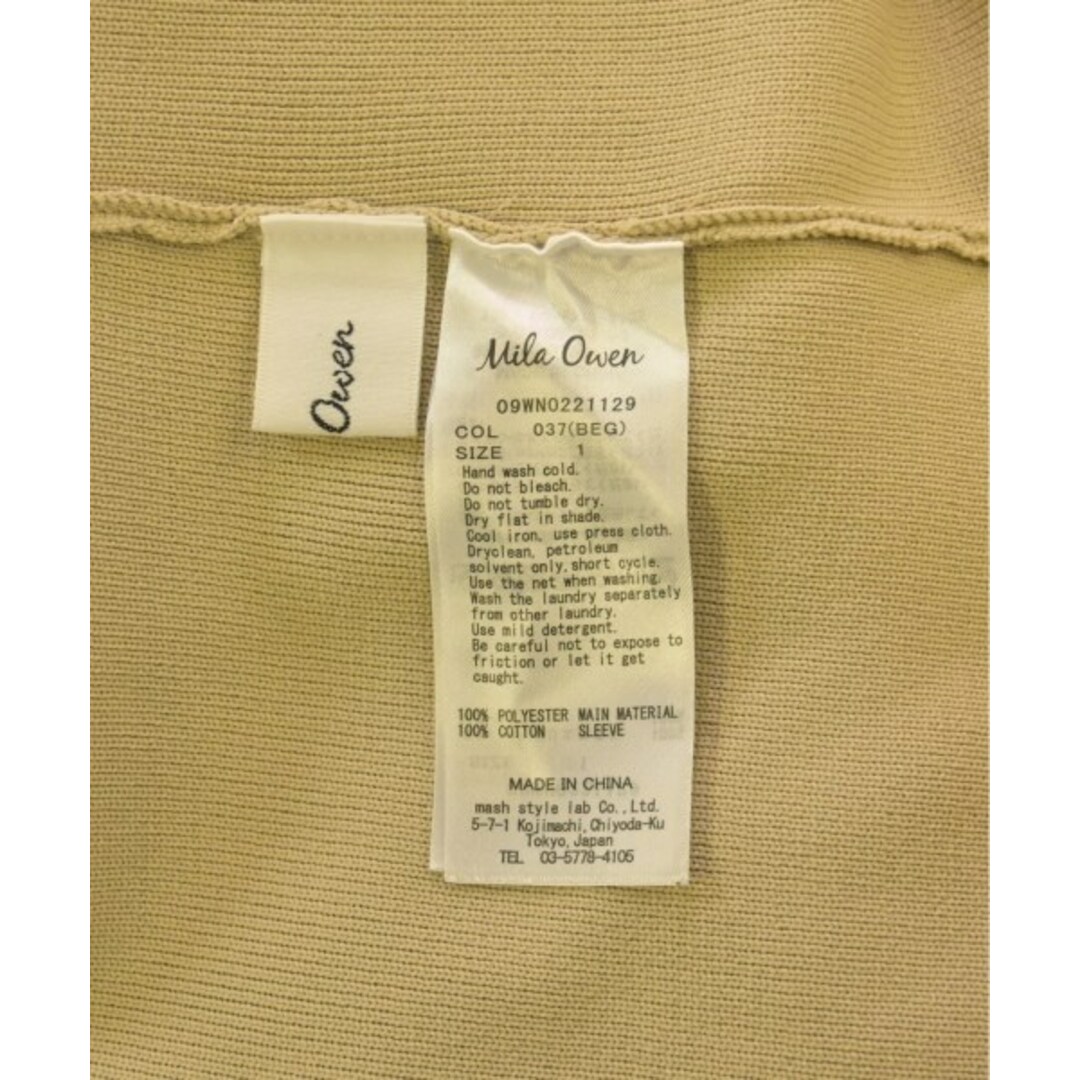 Owen
Mila Owen
09WN0221129
COL 037(BEG)
SIZE 1
Hand wash cold.
Do not bleach.
Do not tumble dry.
Dry flat in shade.
Cool iron, use press cloth.
Dryclean, petroleum
solvent only, short cycle.
Use the net when washing.
Wash the laundry separately
from other laundry.
Use mild detergent.
Be careful not to expose to
friction or let it get
caught.
100% POLYESTER MAIN MATERIAL
100% COTTON SLEEVE
MADE IN CHINA
mash style lab Co.,Ltd.
5-7-1 Kojimachi,Chiyoda-Ku
Tokyo,Japan
TEL 03-5778-4105